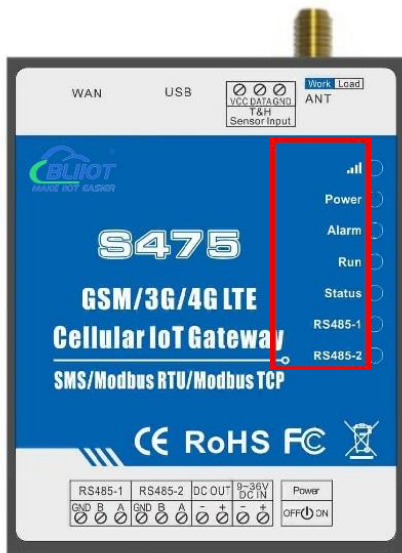 WAN
USB
VCC DATA GND
T&H
Sensor Input
Work Load
ANT
BLIIOT
MAKE IIOT EASIER
Power
Alarm
Run
Status
RS485-1
RS485-2
S475
GSM/3G/4G LTE
Cellular IoT Gateway
SMS/Modbus RTU/Modbus TCP
CE RoHS FC
RS485-1
RS485-2
DC OUT
9~36V
DC IN
Power
GND B A
GND B A
- +
- +
OFF ON